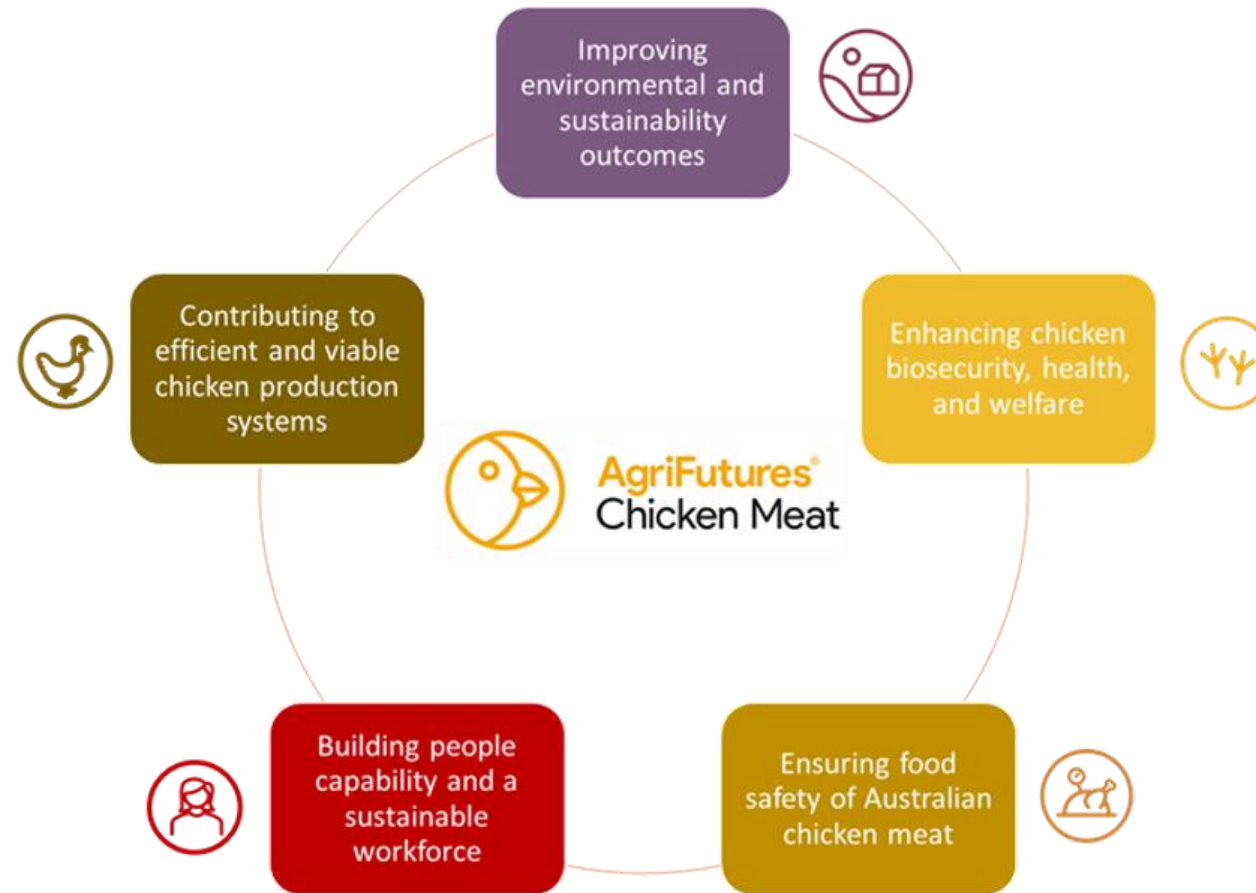 Improving
environmental and
sustainability
outcomes
Enhancing chicken
biosecurity, health,
and welfare
Ensuring food
safety of Australian
chicken meat
Building people
capability and a
sustainable
workforce
Contributing to
efficient and viable
chicken production
systems
AgriFutures®
Chicken Meat